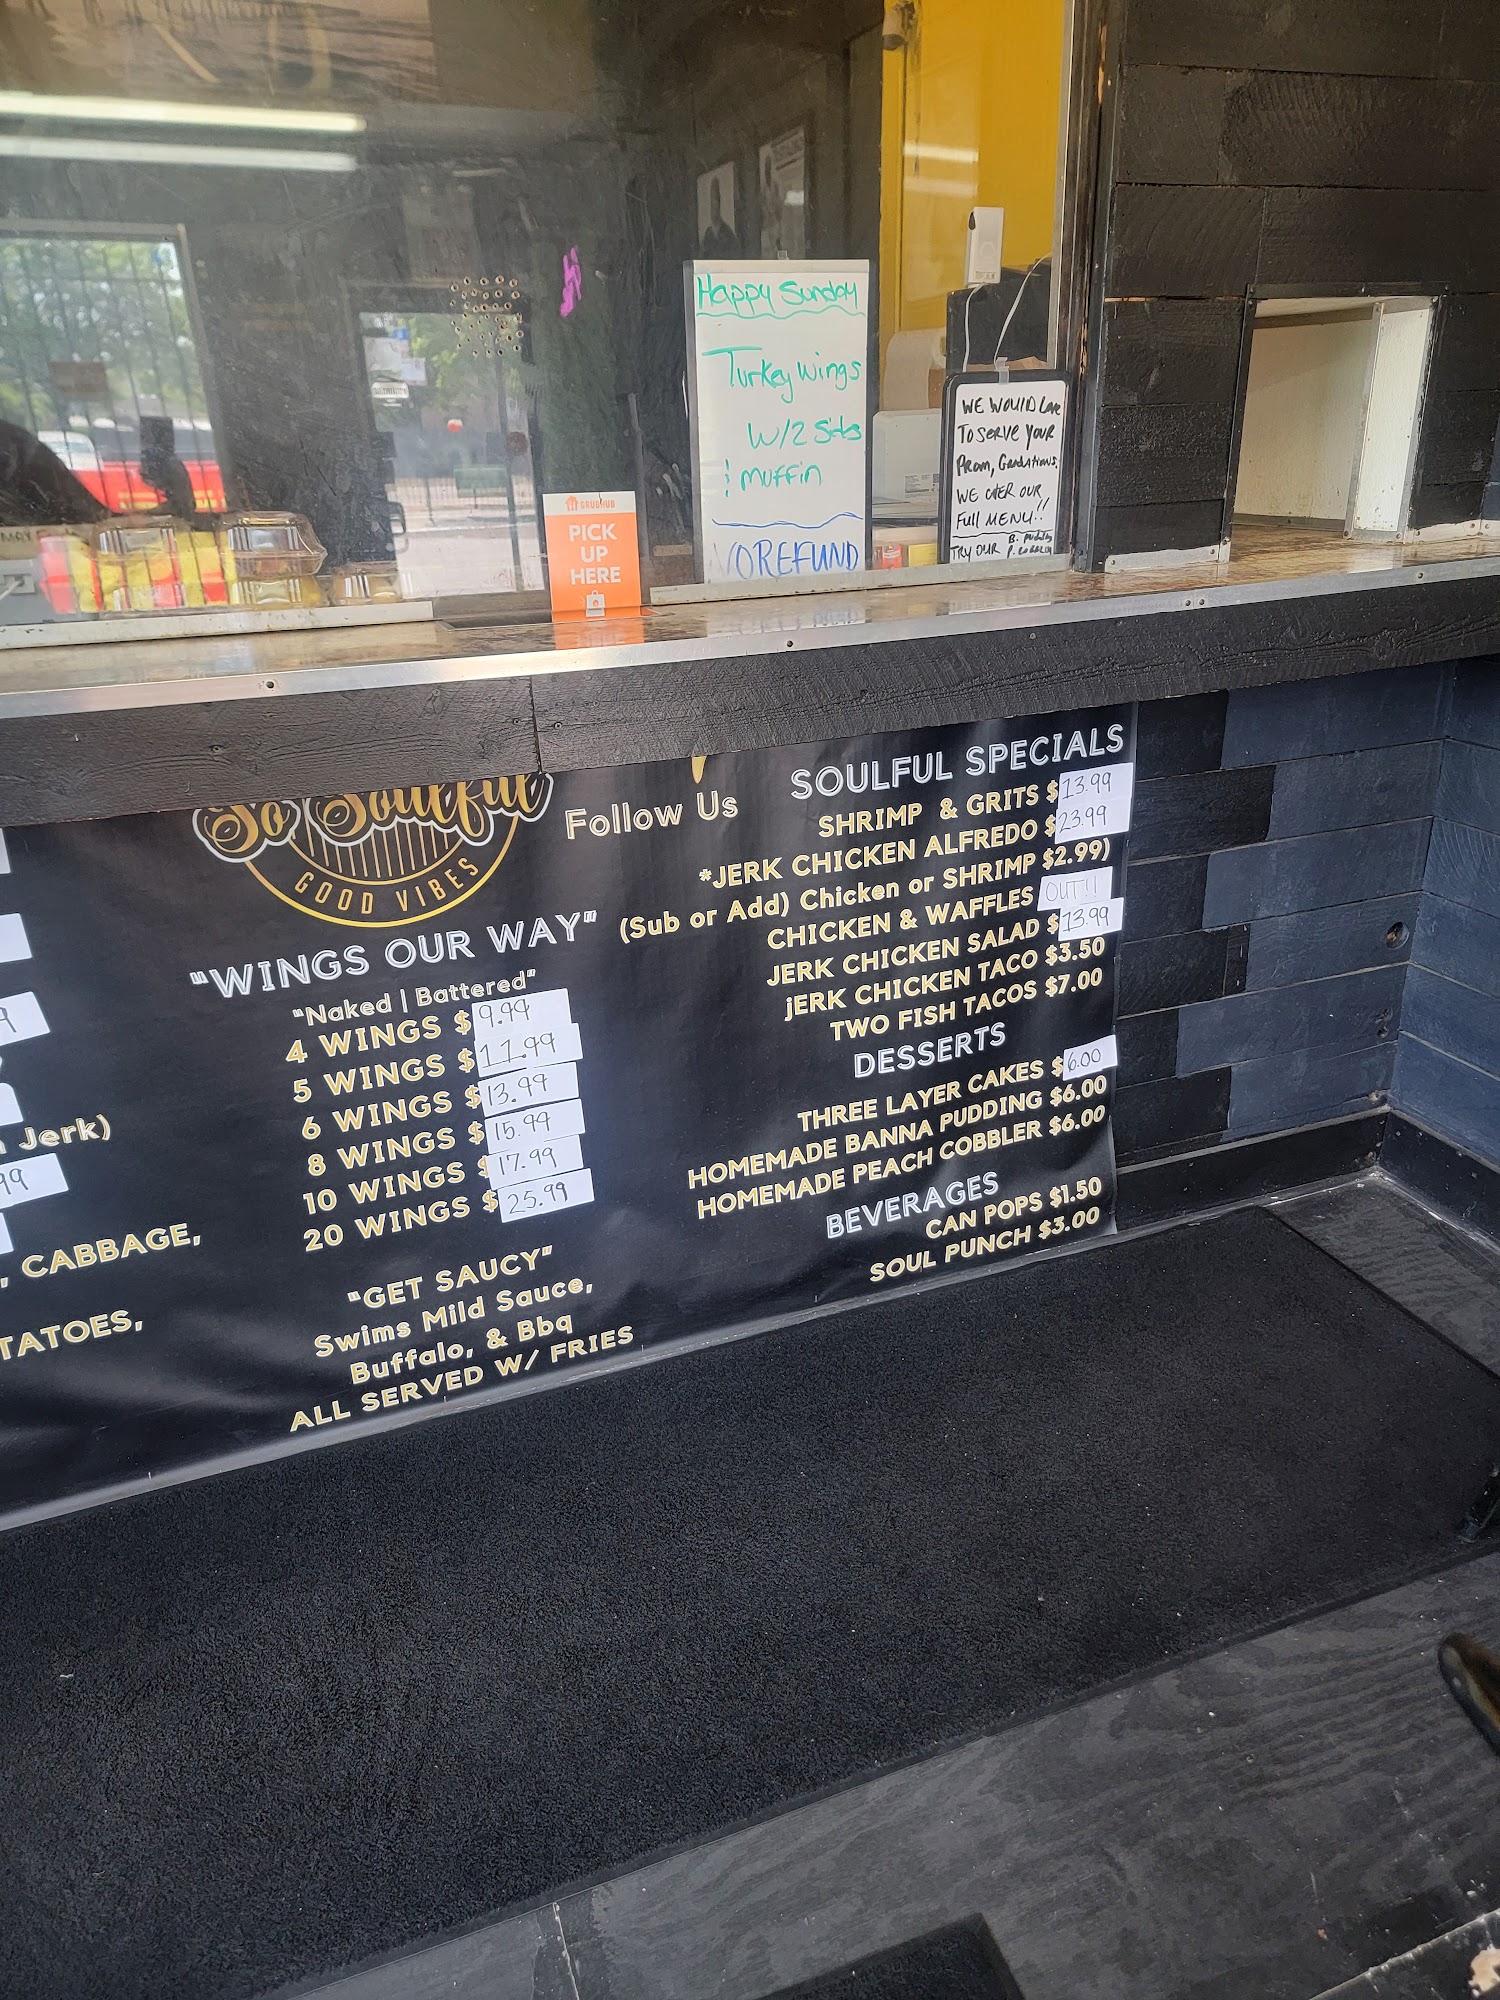 Happy Sunday
Turkey Wings
W/2 Sides
& Muffin
NO REFUND
GRUBHUB
PICK
UP
HERE
WE WOULD Love
To SERVE YOUR
Prom, Graduations.
WE CATER OUR
Full MENU!!
TRY OUR B. Pudding
P. CobbleR
So Soulful
GOOD VIBES
Follow Us
"WINGS OUR WAY"
"Naked | Battered"
4 WINGS $9.99
5 WINGS $11.99
6 WINGS $13.99
8 WINGS $15.99
10 WINGS $17.99
20 WINGS $25.99
"GET SAUCY"
Swims Mild Sauce,
Buffalo, & Bbq
ALL SERVED W/ FRIES
SOULFUL SPECIALS
SHRIMP & GRITS $13.99
*JERK CHICKEN ALFREDO $23.99
(Sub or Add) Chicken or SHRIMP $2.99)
CHICKEN & WAFFLES OUT!!
JERK CHICKEN SALAD $13.99
jERK CHICKEN TACO $3.50
TWO FISH TACOS $7.00
DESSERTS
THREE LAYER CAKES $6.00
HOMEMADE BANNA PUDDING $6.00
HOMEMADE PEACH COBBLER $6.00
BEVERAGES
CAN POPS $1.50
SOUL PUNCH $3.00
Jerk)
99
, CABBAGE,
TATOES,